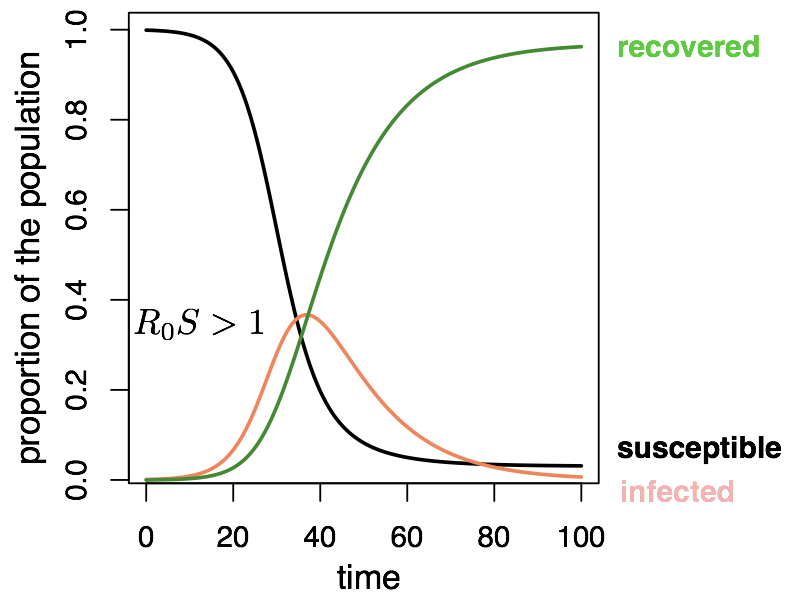 proportion of the population
1.0
0.8
0.6
0.4
0.2
0.0
R₀S > 1
0 20 40 60 80 100
time
recovered
susceptible
infected